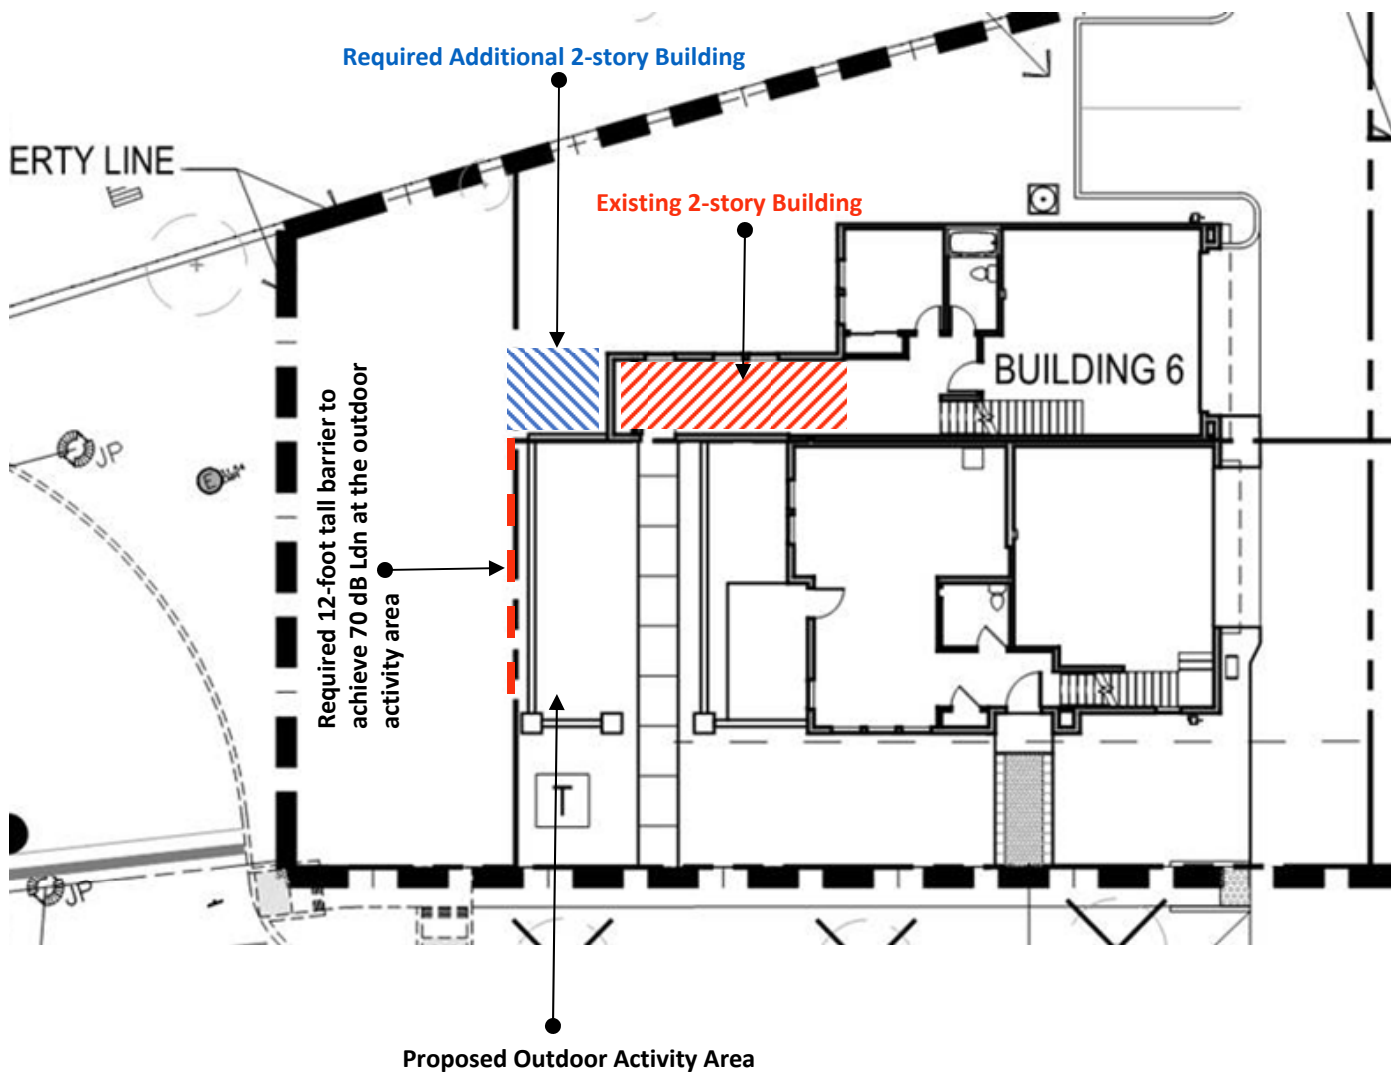 Required Additional 2-story Building
ERTY LINE
Existing 2-story Building
BUILDING 6
Required 12-foot tall barrier to
achieve 70 dB Ldn at the outdoor
activity area
JP
E
T
JP
Proposed Outdoor Activity Area